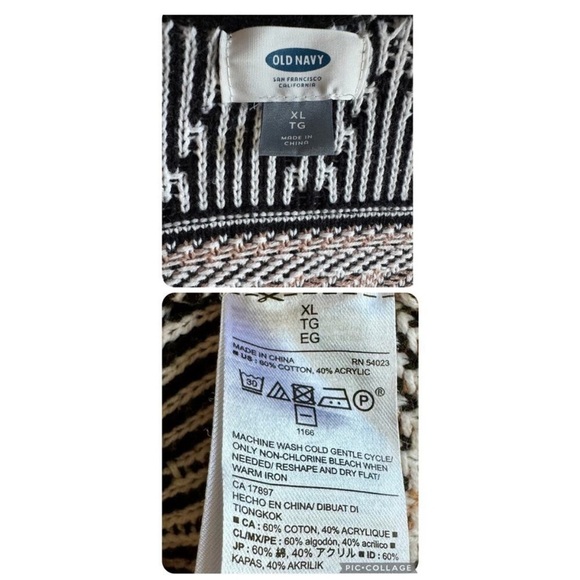 OLD NAVY
SAN FRANCISCO
CALIFORNIA
XL
TG
MADE IN
CHINA
XL
TG
EG
MADE IN CHINA RN 54023
■ US : 60% COTTON, 40% ACRYLIC
30 P ®
1166
MACHINE WASH COLD GENTLE CYCLE/
ONLY NON-CHLORINE BLEACH WHEN
NEEDED/ RESHAPE AND DRY FLAT/
WARM IRON
CA 17897
HECHO EN CHINA/ DIBUAT DI
TIONGKOK
■ CA : 60% COTTON, 40% ACRYLIQUE ■
CL/MX/PE : 60% algodón, 40% acrílico ■
JP : 60% 綿, 40% アクリル ■ ID : 60%
KAPAS, 40% AKRILIK
PIC•COLLAGE